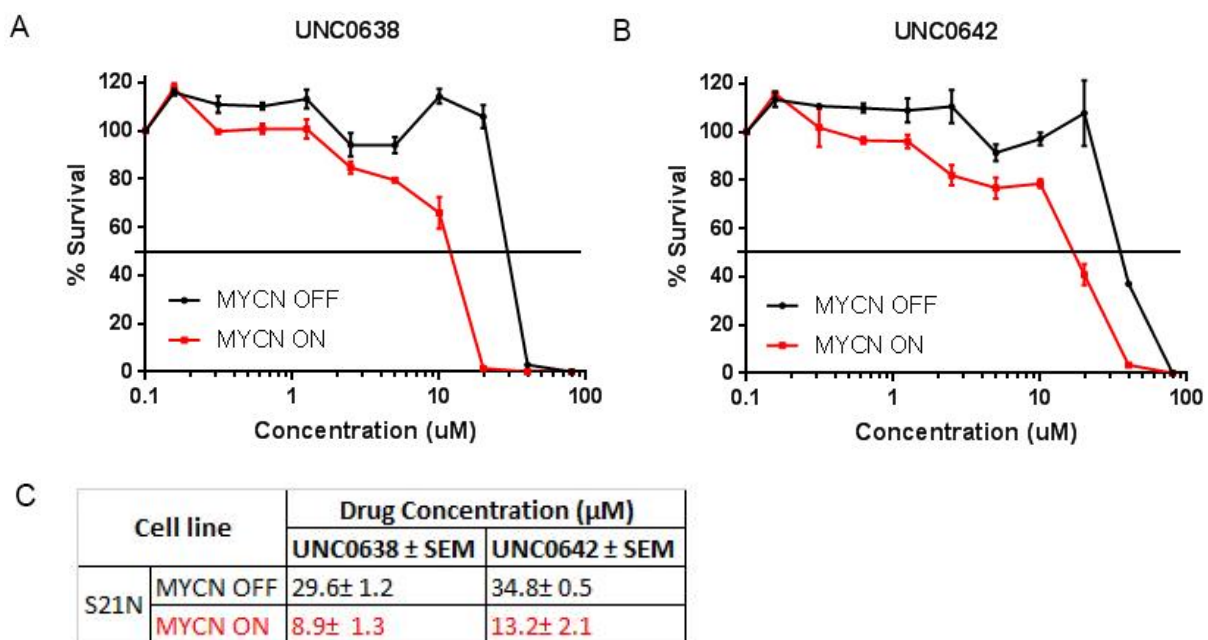 A
UNC0638
120
100
80
60
40
20
0
% Survival
MYCN OFF
MYCN ON
0.1
1
10
100
Concentration (uM)
B
UNC0642
120
100
80
60
40
20
0
% Survival
MYCN OFF
MYCN ON
0.1
1
10
100
Concentration (uM)
C
Cell line
Drug Concentration (µM)
UNC0638 ± SEM UNC0642 ± SEM
S21N
MYCN OFF 29.6± 1.2 34.8± 0.5
MYCN ON 8.9± 1.3 13.2± 2.1